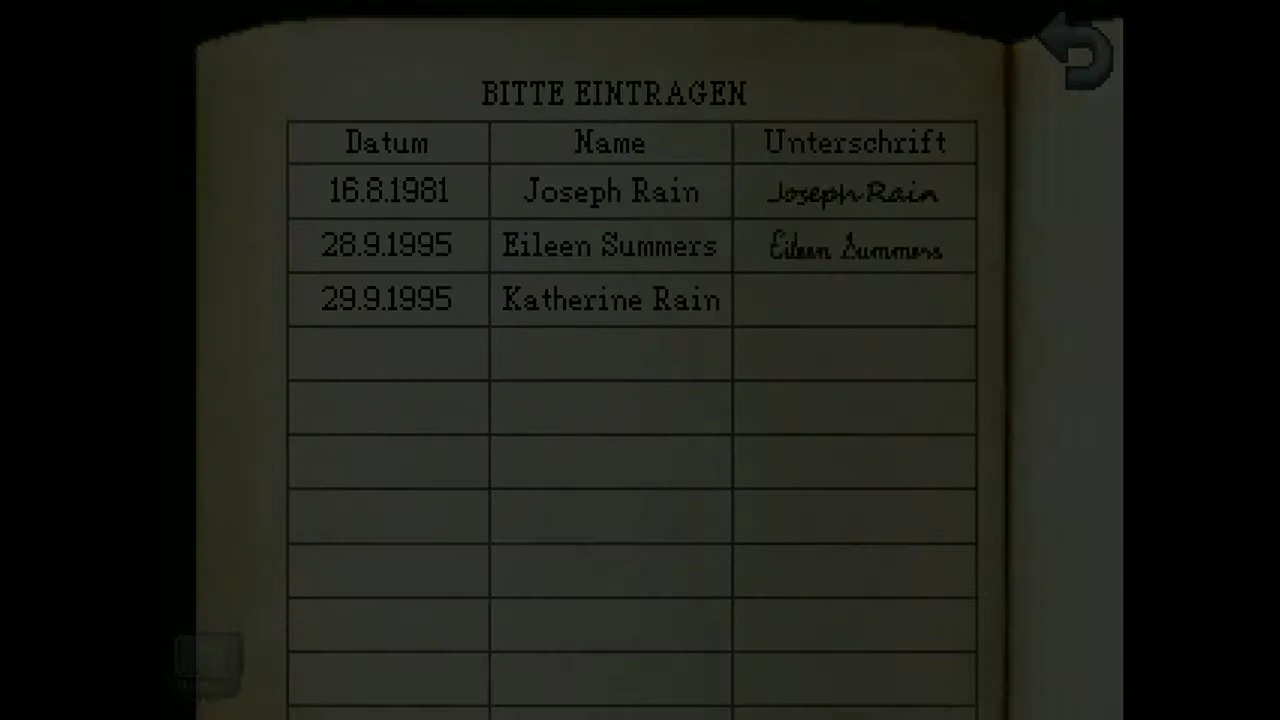 BITTE EINTRAGEN
Datum Name Unterschrift
16.8.1981 Joseph Rain Joseph Rain
28.9.1995 Eileen Summers Eileen Summers
29.9.1995 Katherine Rain